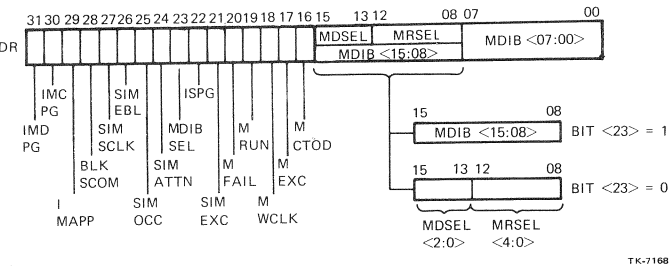 31 30 29 28 27 26 25 24 23 22 21 20 19 18 17 16 15 13 12 08 07 00
DR
MDSEL MRSEL
MDIB <15:08>
MDIB <07:00>
IMC PG
SIM EBL
ISPG
IMD PG
SIM SCLK
MDIB SEL
M RUN
M CTOD
BLK SCOM
SIM ATTN
M FAIL
M EXC
I MAPP
SIM OCC
SIM EXC
M WCLK
15 08
MDIB <15:08> BIT <23> = 1
15 13 12 08
BIT <23> = 0
MDSEL MRSEL
<2:0> <4:0>
TK-7168